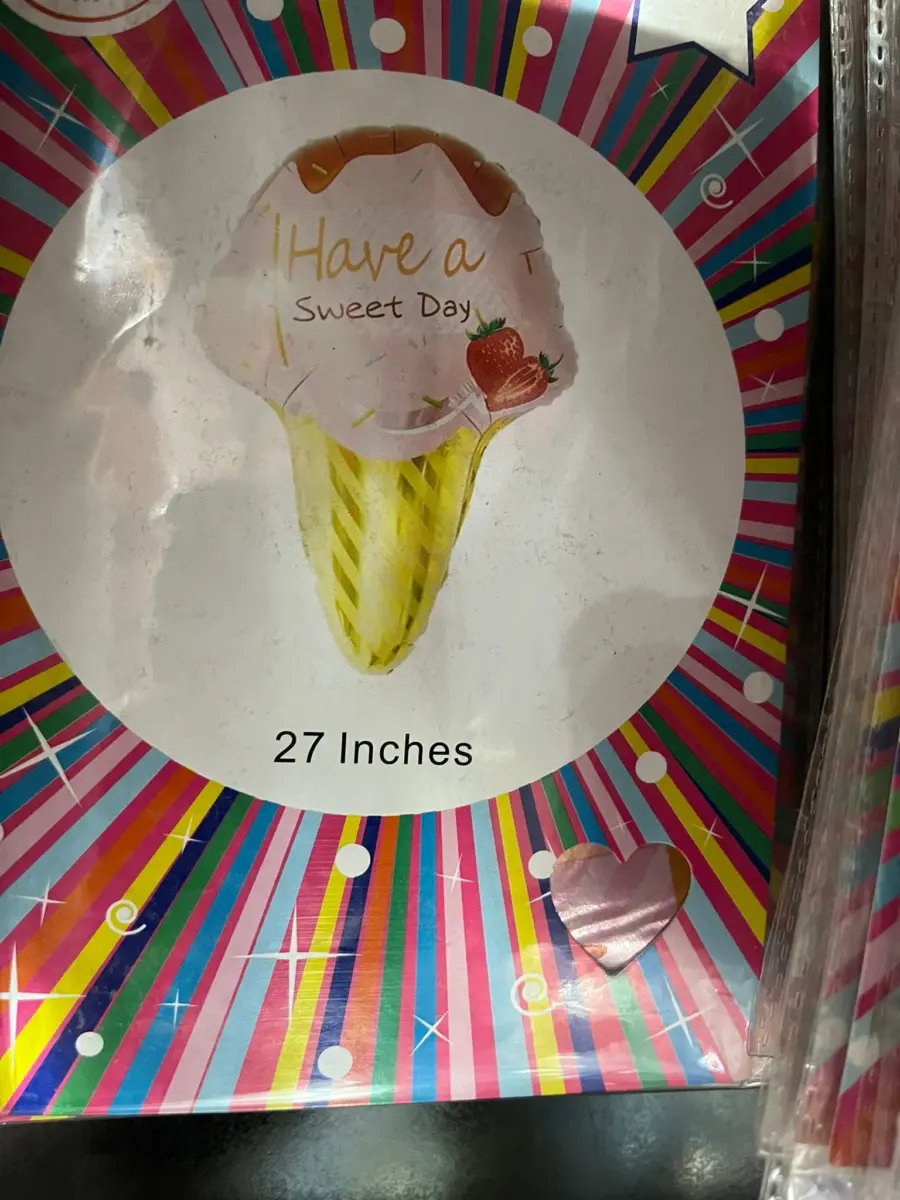 Have a
Sweet Day
27 Inches